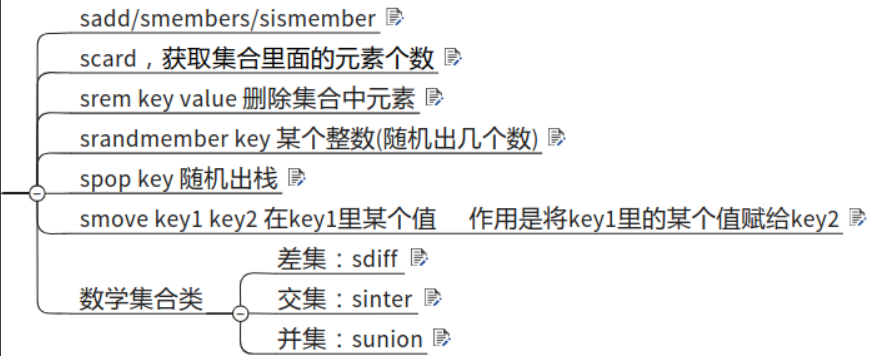 sadd/smembers/sismember
scard，获取集合里面的元素个数
srem key value 删除集合中元素
srandmember key 某个整数(随机出几个数)
spop key 随机出栈
smove key1 key2 在key1里某个值 作用是将key1里的某个值赋给key2
数学集合类
差集：sdiff
交集：sinter
并集：sunion